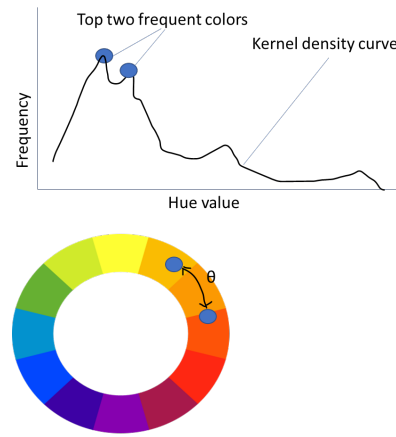 Top two frequent colors
Kernel density curve
Frequency
Hue value
θ